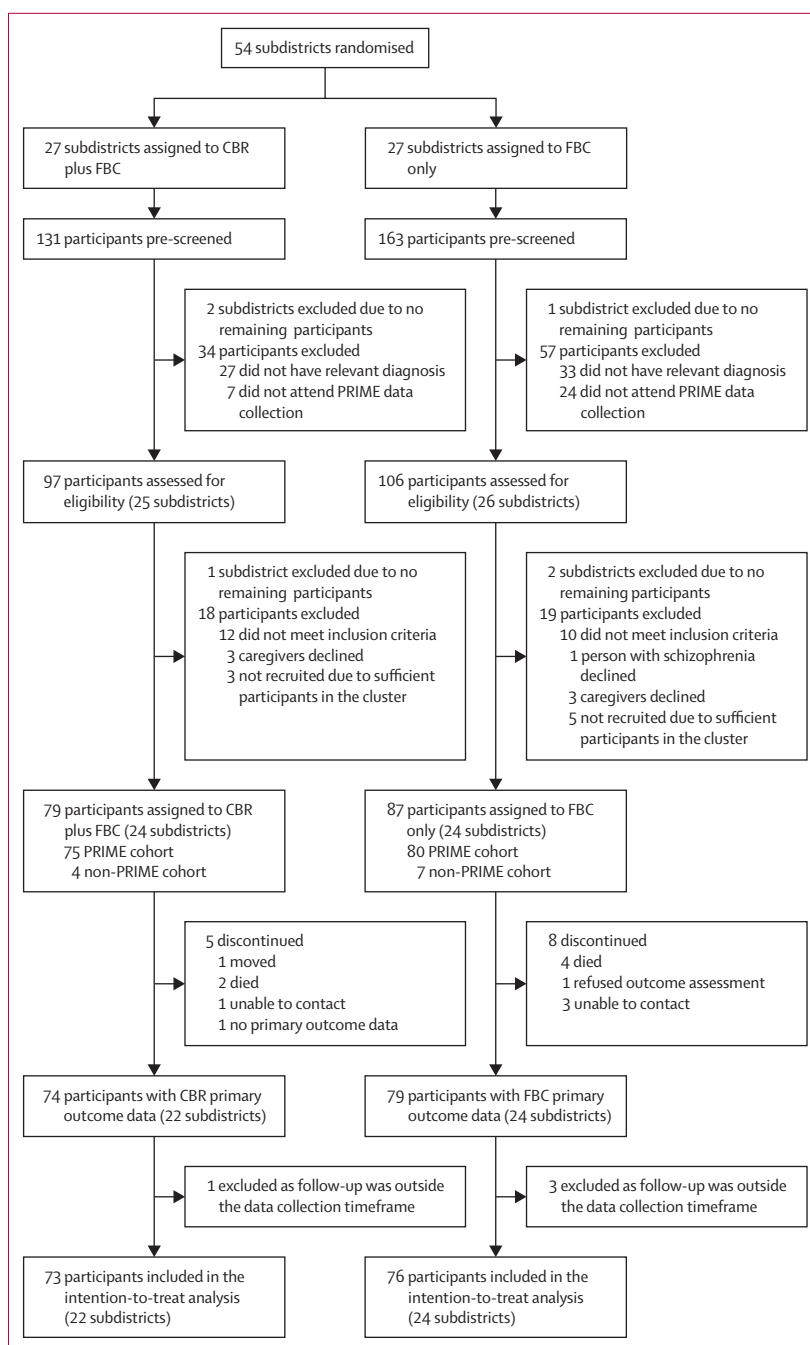 54 subdistricts randomised
27 subdistricts assigned to CBR
plus FBC
27 subdistricts assigned to FBC
only
131 participants pre-screened
163 participants pre-screened
2 subdistricts excluded due to no
remaining participants
34 participants excluded
27 did not have relevant diagnosis
7 did not attend PRIME data
collection
1 subdistrict excluded due to no
remaining participants
57 participants excluded
33 did not have relevant diagnosis
24 did not attend PRIME data
collection
97 participants assessed for
eligibility (25 subdistricts)
106 participants assessed for
eligibility (26 subdistricts)
1 subdistrict excluded due to no
remaining participants
18 participants excluded
12 did not meet inclusion criteria
3 caregivers declined
3 not recruited due to sufficient
participants in the cluster
2 subdistricts excluded due to no
remaining participants
19 participants excluded
10 did not meet inclusion criteria
1 person with schizophrenia
declined
3 caregivers declined
5 not recruited due to sufficient
participants in the cluster
79 participants assigned to CBR
plus FBC (24 subdistricts)
75 PRIME cohort
4 non-PRIME cohort
87 participants assigned to FBC
only (24 subdistricts)
80 PRIME cohort
7 non-PRIME cohort
5 discontinued
1 moved
2 died
1 unable to contact
1 no primary outcome data
8 discontinued
4 died
1 refused outcome assessment
3 unable to contact
74 participants with CBR primary
outcome data (22 subdistricts)
79 participants with FBC primary
outcome data (24 subdistricts)
1 excluded as follow-up was outside
the data collection timeframe
3 excluded as follow-up was outside
the data collection timeframe
73 participants included in the
intention-to-treat analysis
(22 subdistricts)
76 participants included in the
intention-to-treat analysis
(24 subdistricts)